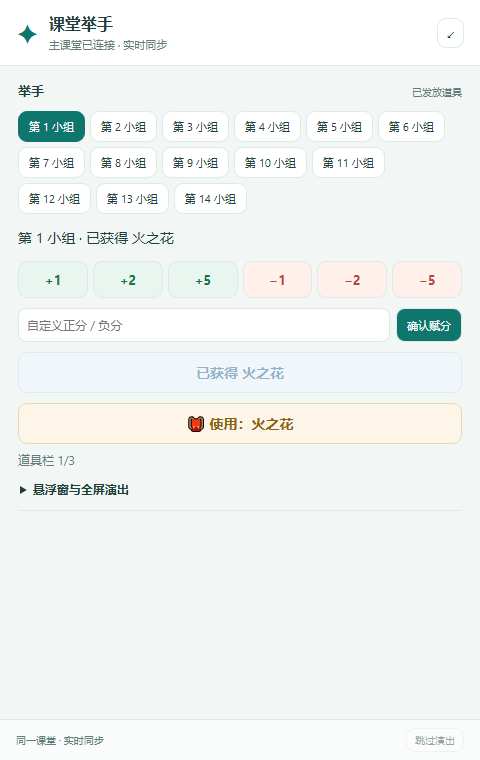 课堂举手
主课堂已连接 · 实时同步
举手
已发放道具
第 1 小组 第 2 小组 第 3 小组 第 4 小组 第 5 小组 第 6 小组
第 7 小组 第 8 小组 第 9 小组 第 10 小组 第 11 小组
第 12 小组 第 13 小组 第 14 小组
第 1 小组 · 已获得 火之花
+1 +2 +5 −1 −2 −5
自定义正分 / 负分 确认赋分
已获得 火之花
使用：火之花
道具栏 1/3
悬浮窗与全屏演出
同一课堂 · 实时同步 跳过演出